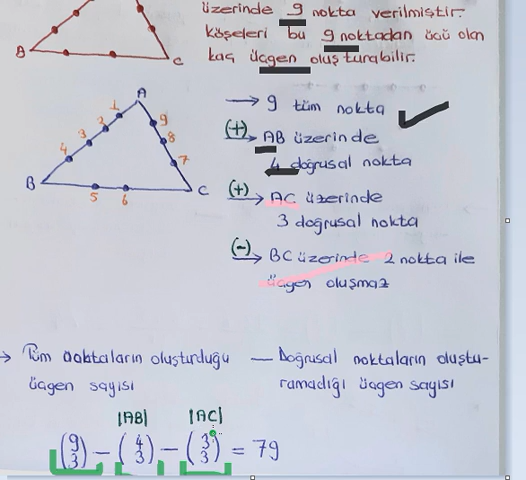 üzerinde 9 nokta verilmiştir.
köşeleri bu 9 noktadan üçü olan
kaç üçgen oluşturabilir.
B
C
A
1
2
3
4
9
8
7
B
C
5
6
→ 9 tüm nokta
(+) → AB üzerinde
4 doğrusal nokta
(+) → AC üzerinde
3 doğrusal nokta
(-) → BC üzerinde 2 nokta ile
üçgen oluşmaz
→ Tüm noktaların oluşturduğu — Doğrusal noktaların oluştu-
üçgen sayısı ramadığı üçgen sayısı
|AB| |AC|
(9 3) - (4 3) - (3 3) = 79